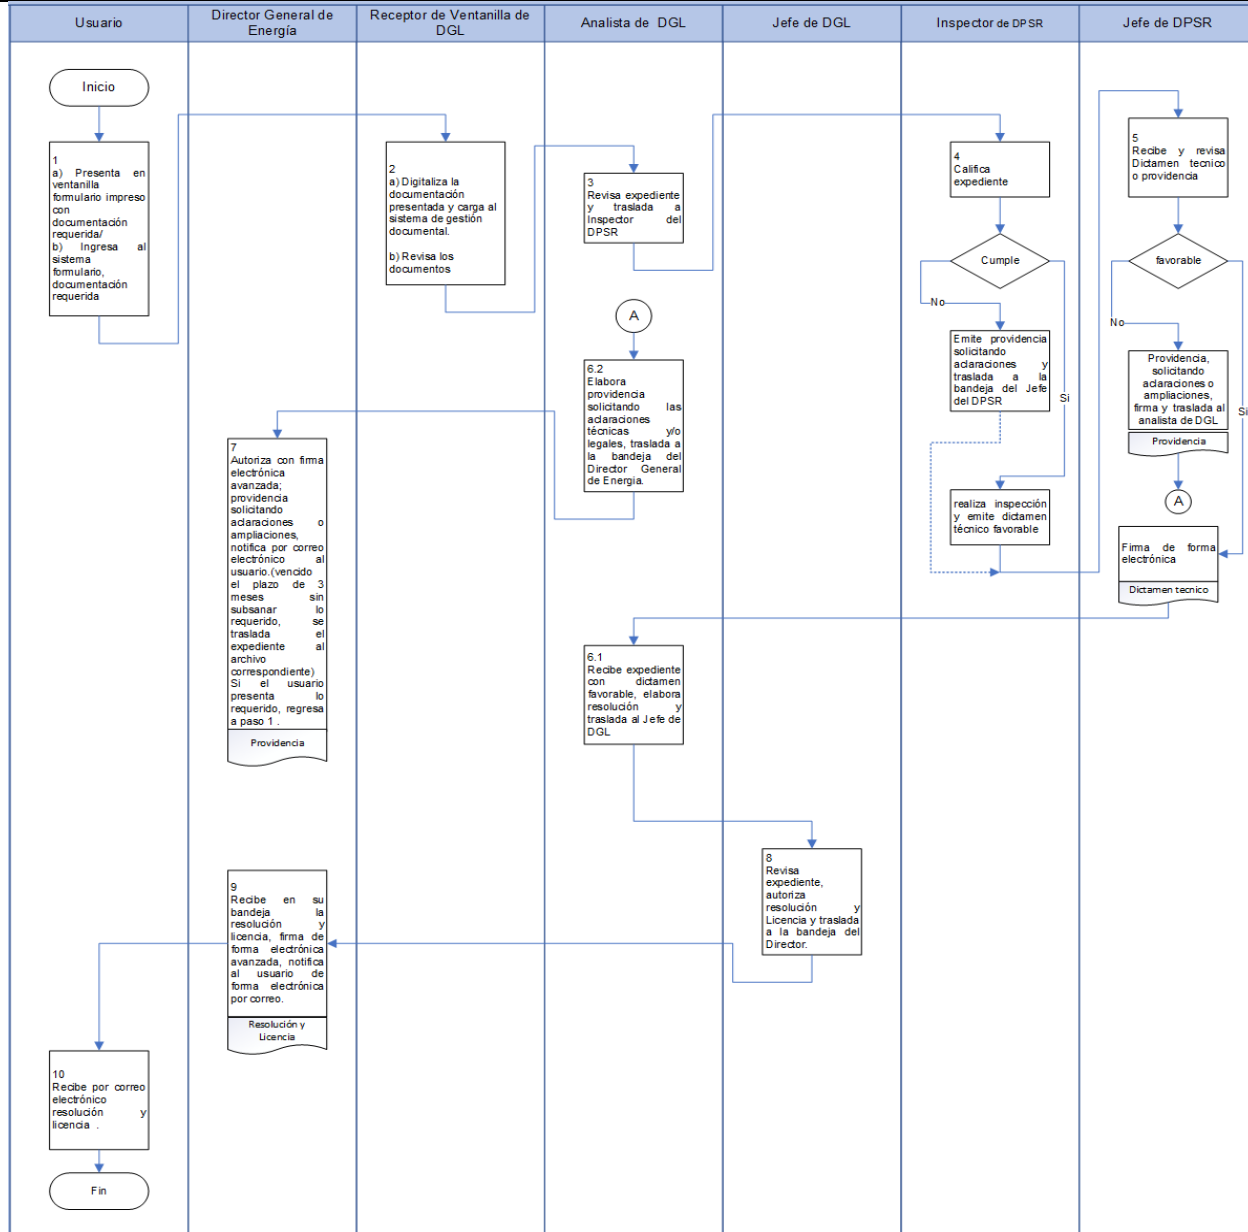 Usuario
Director General de
Energía
Receptor de Ventanilla de
DGL
Analista de DGL
Jefe de DGL
Inspector de DPSR
Jefe de DPSR
Inicio
1
a) Presenta en
ventanilla
formulario impreso
con
documentación
requerida/
b) Ingresa al
sistema
formulario,
documentación
requerida
2
a) Digitaliza la
documentación
presentada y carga al
sistema de gestión
documental.
b) Revisa los
documentos
3
Revisa expediente
y traslada a
Inspector del
DPSR
4
Califica
expediente
5
Recibe y revisa
Dictamen tecnico
o providencia
Cumple
favorable
No
Si
No
Si
Emite providencia
solicitando
aclaraciones y
traslada a la
bandeja del Jefe
del DPSR
Providencia,
solicitando
aclaraciones o
ampliaciones,
firma y traslada al
analista de DGL
Providencia
A
A
6.2
Elabora
providencia
solicitando las
aclaraciones
técnicas y/o
legales, traslada a
la bandeja del
Director General
de Energia.
7
Autoriza con firma
electrónica
avanzada;
providencia
solicitando
aclaraciones o
ampliaciones,
notifica por correo
electrónico al
usuario.(vencido
el plazo de 3
meses sin
subsanar lo
requerido, se
traslada el
expediente al
archivo
correspondiente)
Si el usuario
presenta lo
requerido, regresa
a paso 1 .
Providencia
realiza inspección
y emite dictamen
técnico favorable
Firma de forma
electrónica
Dictamen tecnico
6.1
Recibe expediente
con dictamen
favorable, elabora
resolución y
traslada al Jefe de
DGL
8
Revisa
expediente,
autoriza
resolución y
Licencia y traslada
a la bandeja del
Director.
9
Recibe en su
bandeja la
resolución y
licencia, firma de
forma electrónica
avanzada, notifica
al usuario de
forma electrónica
por correo.
Resolución y
Licencia
10
Recibe por correo
electrónico
resolución y
licencia .
Fin